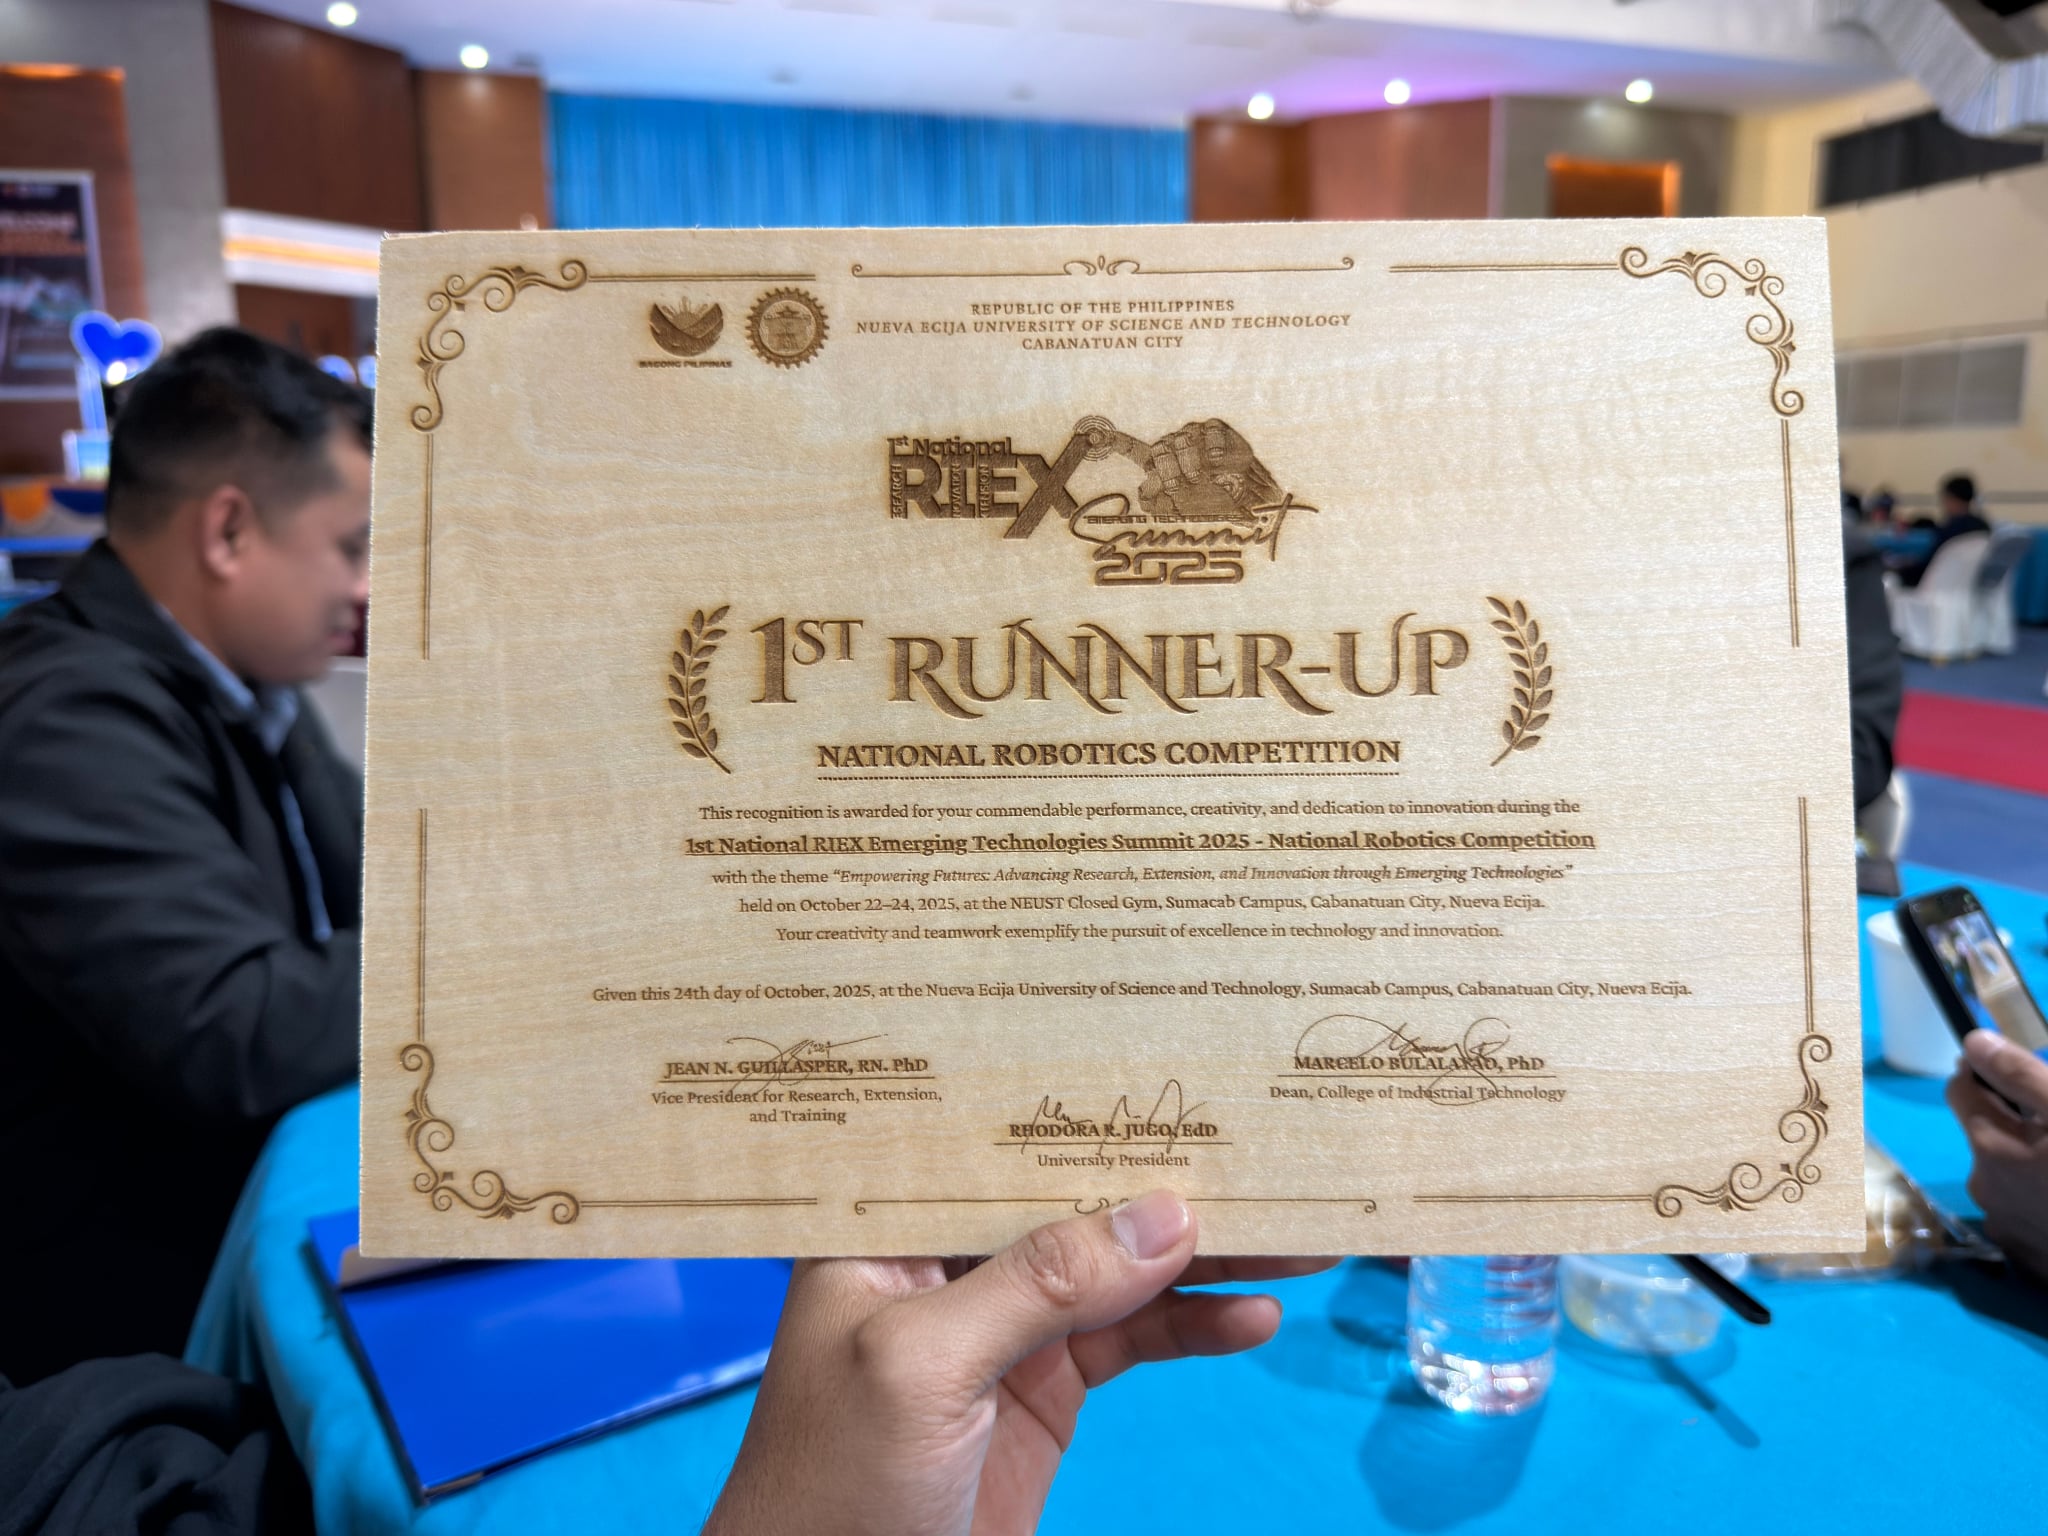 WELCOME
BAGONG PILIPINAS
REPUBLIC OF THE PHILIPPINES
NUEVA ECIJA UNIVERSITY OF SCIENCE AND TECHNOLOGY
CABANATUAN CITY
1st National
RIEX
RESEARCH INNOVATION EXTENSION
EMERGING TECHNOLOGIES
Summit
2025
1ST RUNNER-UP
NATIONAL ROBOTICS COMPETITION
This recognition is awarded for your commendable performance, creativity, and dedication to innovation during the
1st National RIEX Emerging Technologies Summit 2025 - National Robotics Competition
with the theme “Empowering Futures: Advancing Research, Extension, and Innovation through Emerging Technologies”
held on October 22–24, 2025, at the NEUST Closed Gym, Sumacab Campus, Cabanatuan City, Nueva Ecija.
Your creativity and teamwork exemplify the pursuit of excellence in technology and innovation.
Given this 24th day of October, 2025, at the Nueva Ecija University of Science and Technology, Sumacab Campus, Cabanatuan City, Nueva Ecija.
JEAN N. GUILLASPER, RN. PhD
Vice President for Research, Extension,
and Training
MARCELO BULALAYAO, PhD
Dean, College of Industrial Technology
RHODORA R. JUGO, EdD
University President